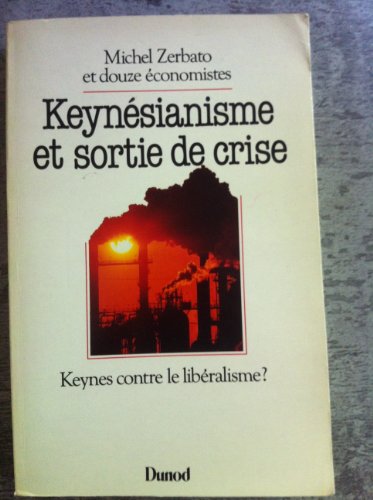 Michel Zerbato
et douze économistes
Keynésianisme
et sortie de crise
Keynes contre le libéralisme?
Dunod